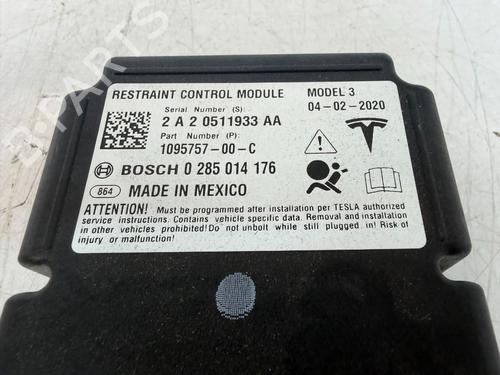 RESTRAINT CONTROL MODULE MODEL 3
Serial Number (S): 04-02-2020
2 A 2 0511933 AA
Part Number (P):
1095757-00-C
BOSCH 0 285 014 176
864 MADE IN MEXICO
ATTENTION! Must be programmed after installation per TESLA authorized
service instructions. Contains vehicle specific data. Removal and installation
in other vehicles prohibited!Do not unbolt while still plugged in! Risk of
injury or malfunction!
B-PARTS